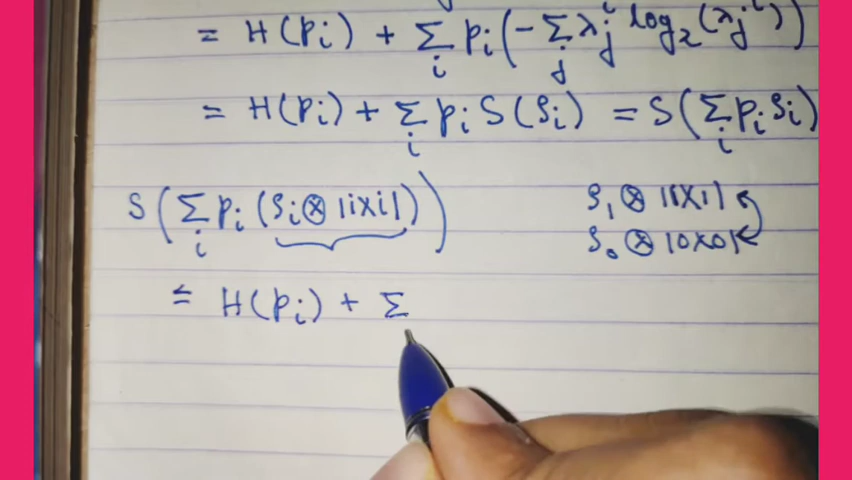 = H(pᵢ) + Σᵢ pᵢ(-Σⱼ λⱼⁱ log₂(λⱼⁱ))
= H(pᵢ) + Σᵢ pᵢ S(ρᵢ) = S(Σᵢ pᵢ ρᵢ)
S(Σᵢ pᵢ (ρᵢ ⊗ |i⟩⟨i|))
ρ₁ ⊗ |1⟩⟨1|
ρ₀ ⊗ |0⟩⟨0|
= H(pᵢ) + Σ